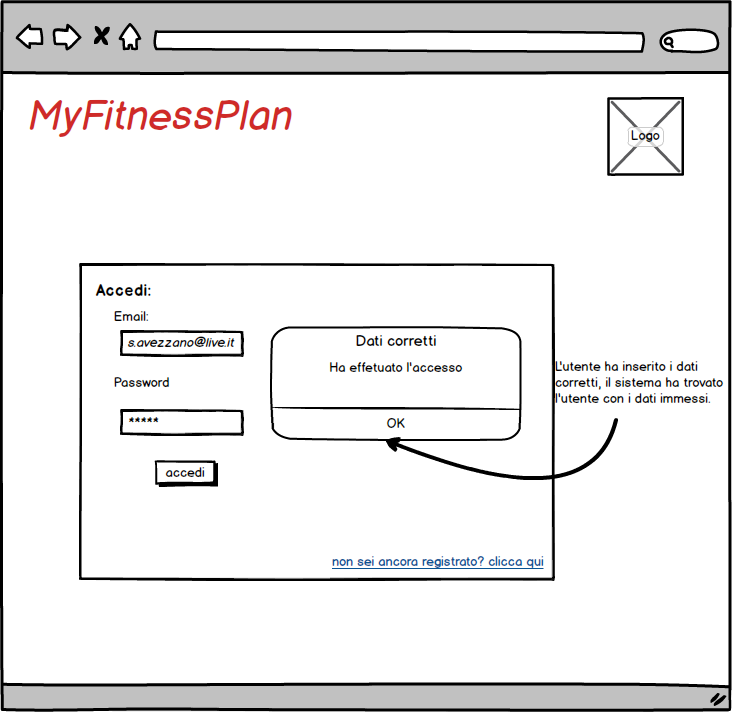 MyFitnessPlan
Logo
Accedi:
Email:
s.avezzano@live.it
Password
*****
accedi
Dati corretti
Ha effetuato l'accesso
OK
L'utente ha inserito i dati
corretti, il sistema ha trovato
l'utente con i dati immessi.
non sei ancora registrato? clicca qui